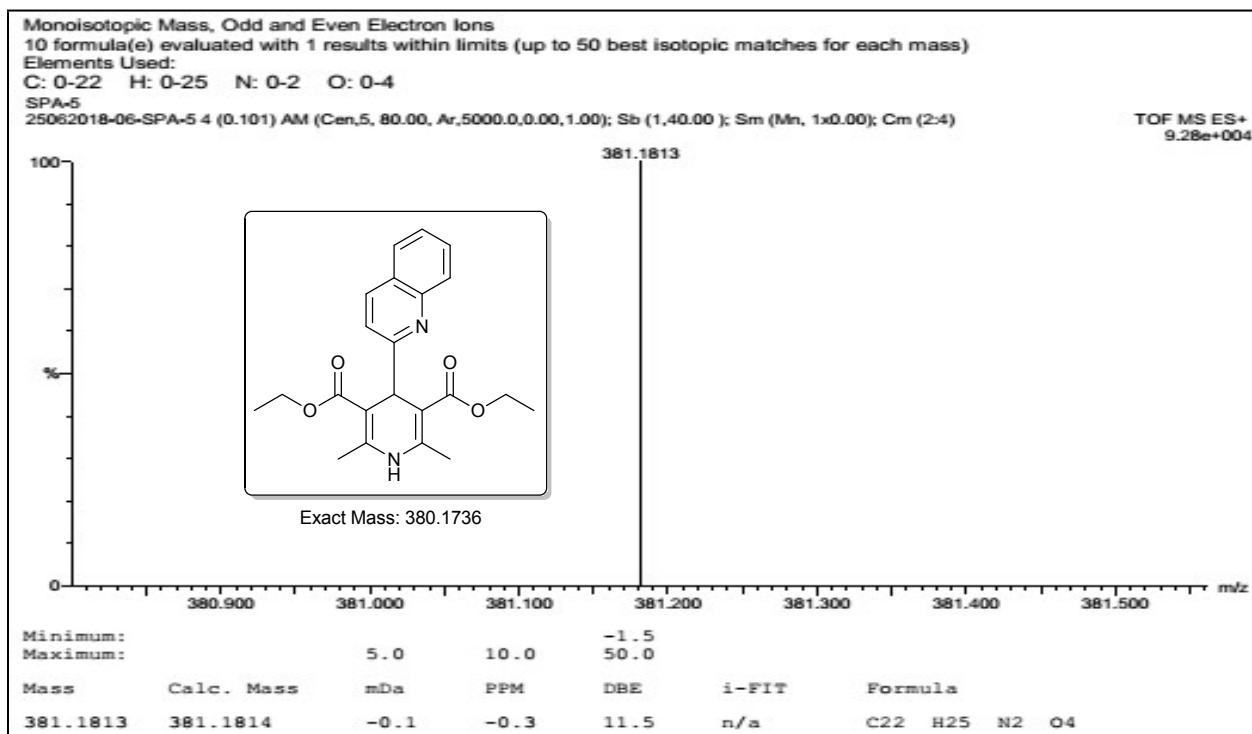 Monoisotopic Mass, Odd and Even Electron Ions
10 formula(e) evaluated with 1 results within limits (up to 50 best isotopic matches for each mass)
Elements Used:
C: 0-22 H: 0-25 N: 0-2 O: 0-4
SPA-5
25062018-06-SPA-5 4 (0.101) AM (Cen,5, 80.00, Ar,5000.0,0.00,1.00); Sb (1,40.00 ); Sm (Mn, 1x0.00); Cm (2:4)
TOF MS ES+
9.28e+004
381.1813
100
%
0
N
O
O
O
O
N
H
Exact Mass: 380.1736
380.900 381.000 381.100 381.200 381.300 381.400 381.500
m/z
Minimum: -1.5
Maximum: 5.0 10.0 50.0
Mass Calc. Mass mDa PPM DBE i-FIT Formula
381.1813 381.1814 -0.1 -0.3 11.5 n/a C22 H25 N2 O4